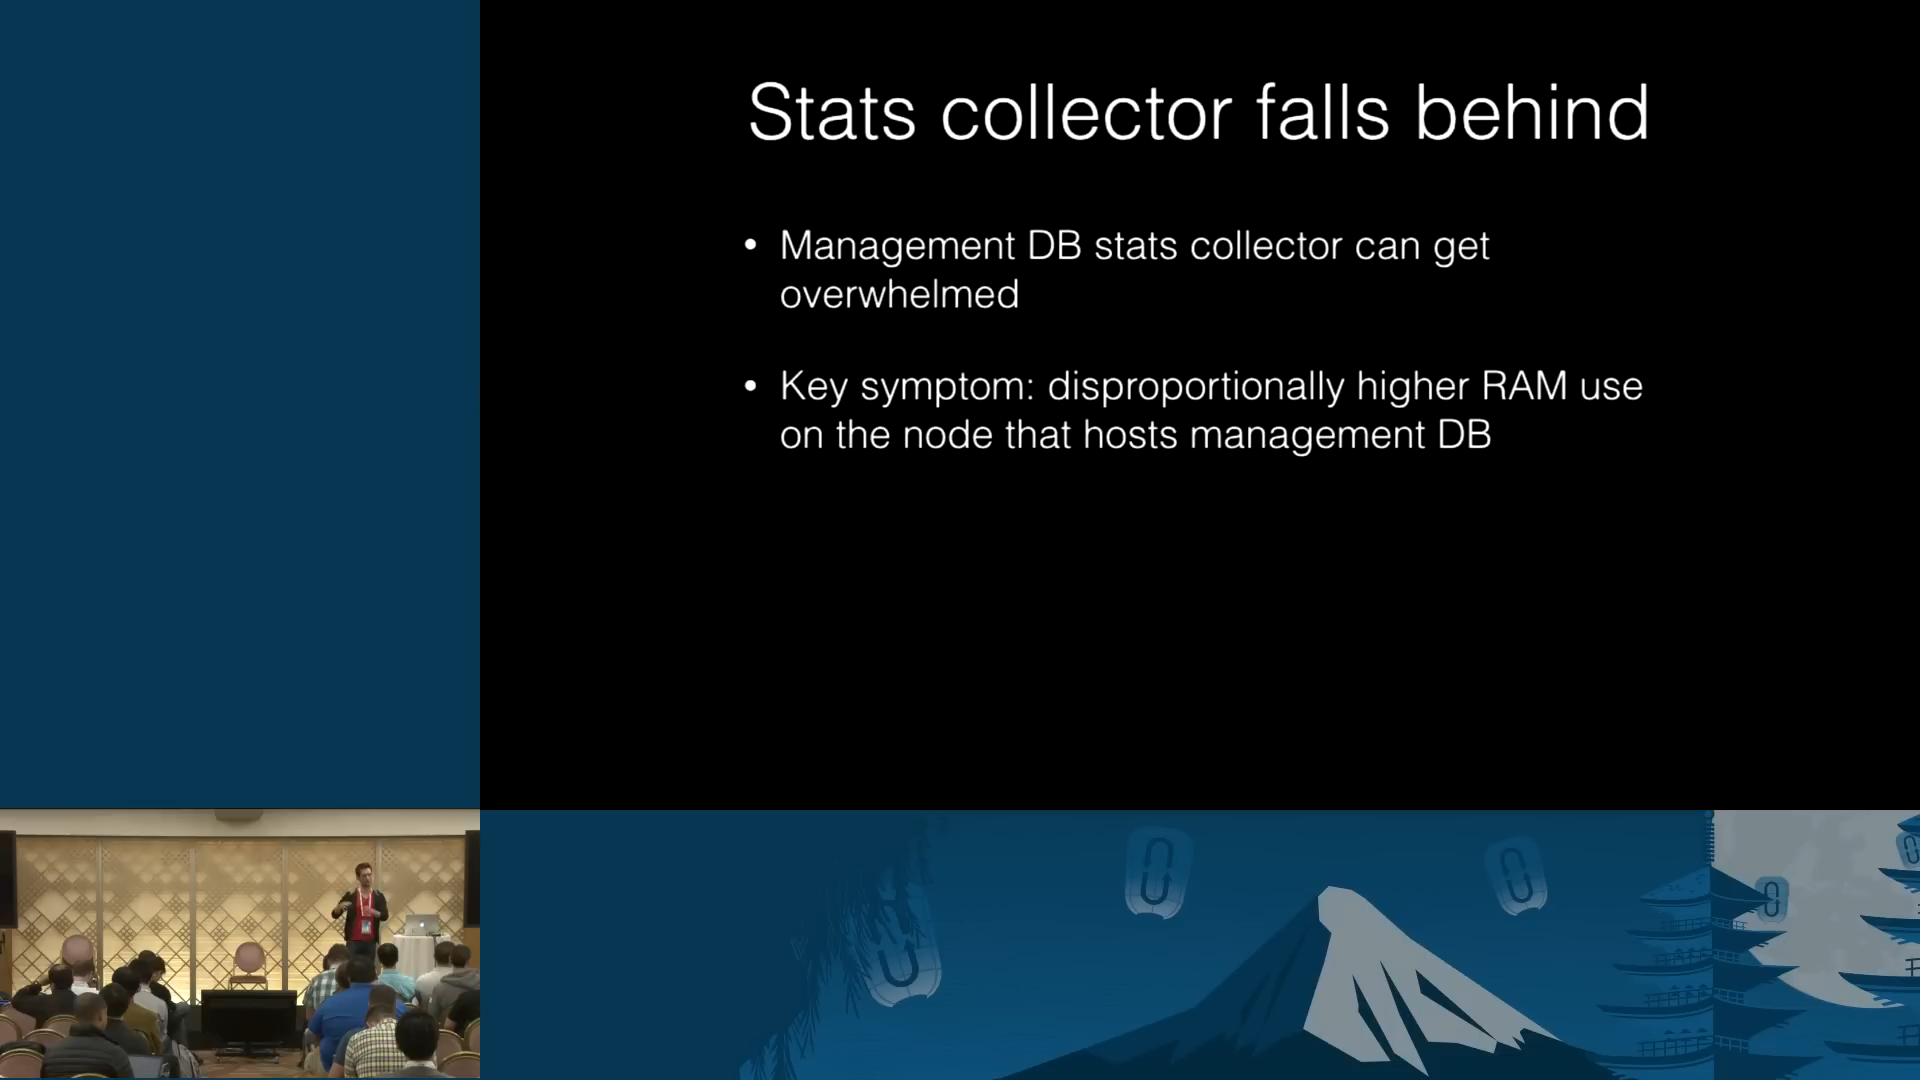 Stats collector falls behind
• Management DB stats collector can get
overwhelmed
• Key symptom: disproportionally higher RAM use
on the node that hosts management DB